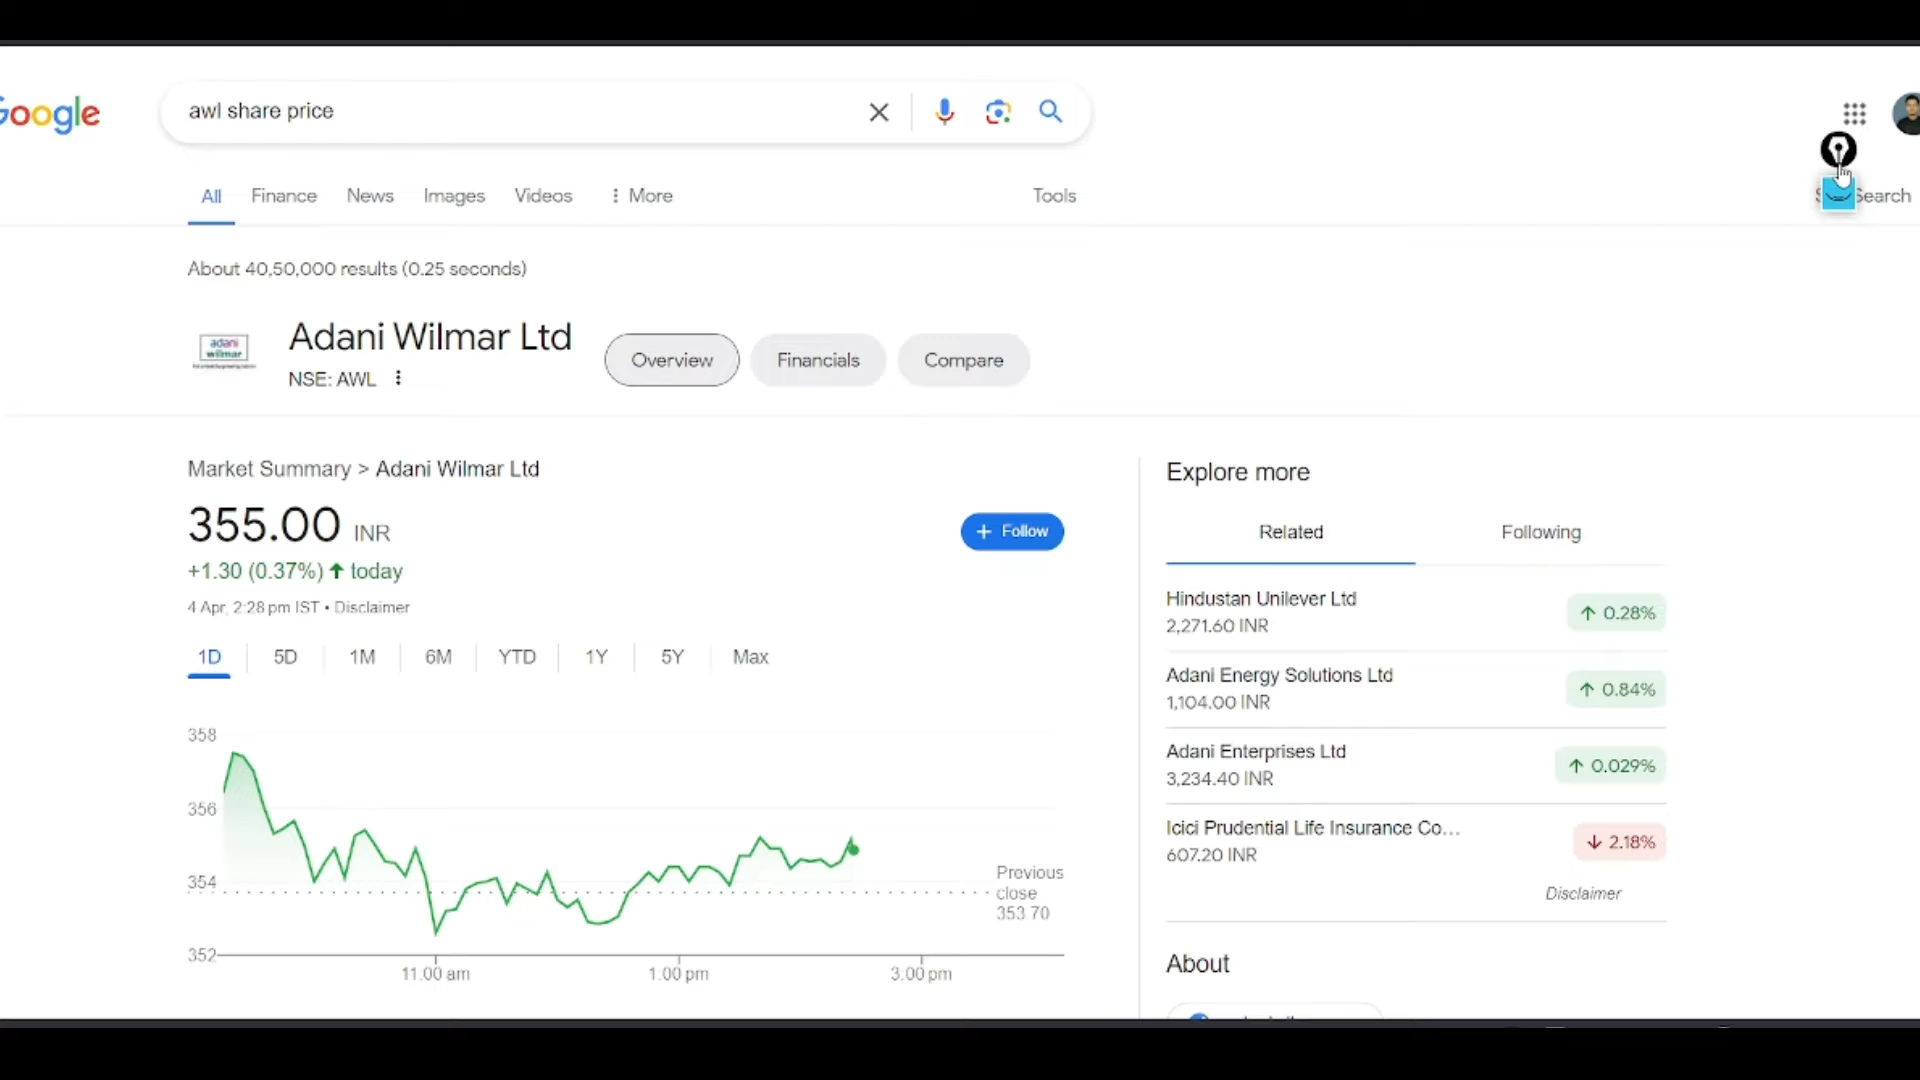 Google
awl share price
All Finance News Images Videos More Tools
Search
About 40,50,000 results (0.25 seconds)
adani
wilmar
Adani Wilmar Ltd
NSE: AWL
Overview Financials Compare
Market Summary > Adani Wilmar Ltd
355.00 INR
+ Follow
+1.30 (0.37%) ↑ today
4 Apr, 2:28 pm IST • Disclaimer
1D 5D 1M 6M YTD 1Y 5Y Max
358
356
354
352
Previous
close
353 70
11:00 am 1:00 pm 3:00 pm
Explore more
Related Following
Hindustan Unilever Ltd
2,271.60 INR
↑ 0.28%
Adani Energy Solutions Ltd
1,104.00 INR
↑ 0.84%
Adani Enterprises Ltd
3,234.40 INR
↑ 0.029%
Icici Prudential Life Insurance Co...
607.20 INR
↓ 2.18%
Disclaimer
About